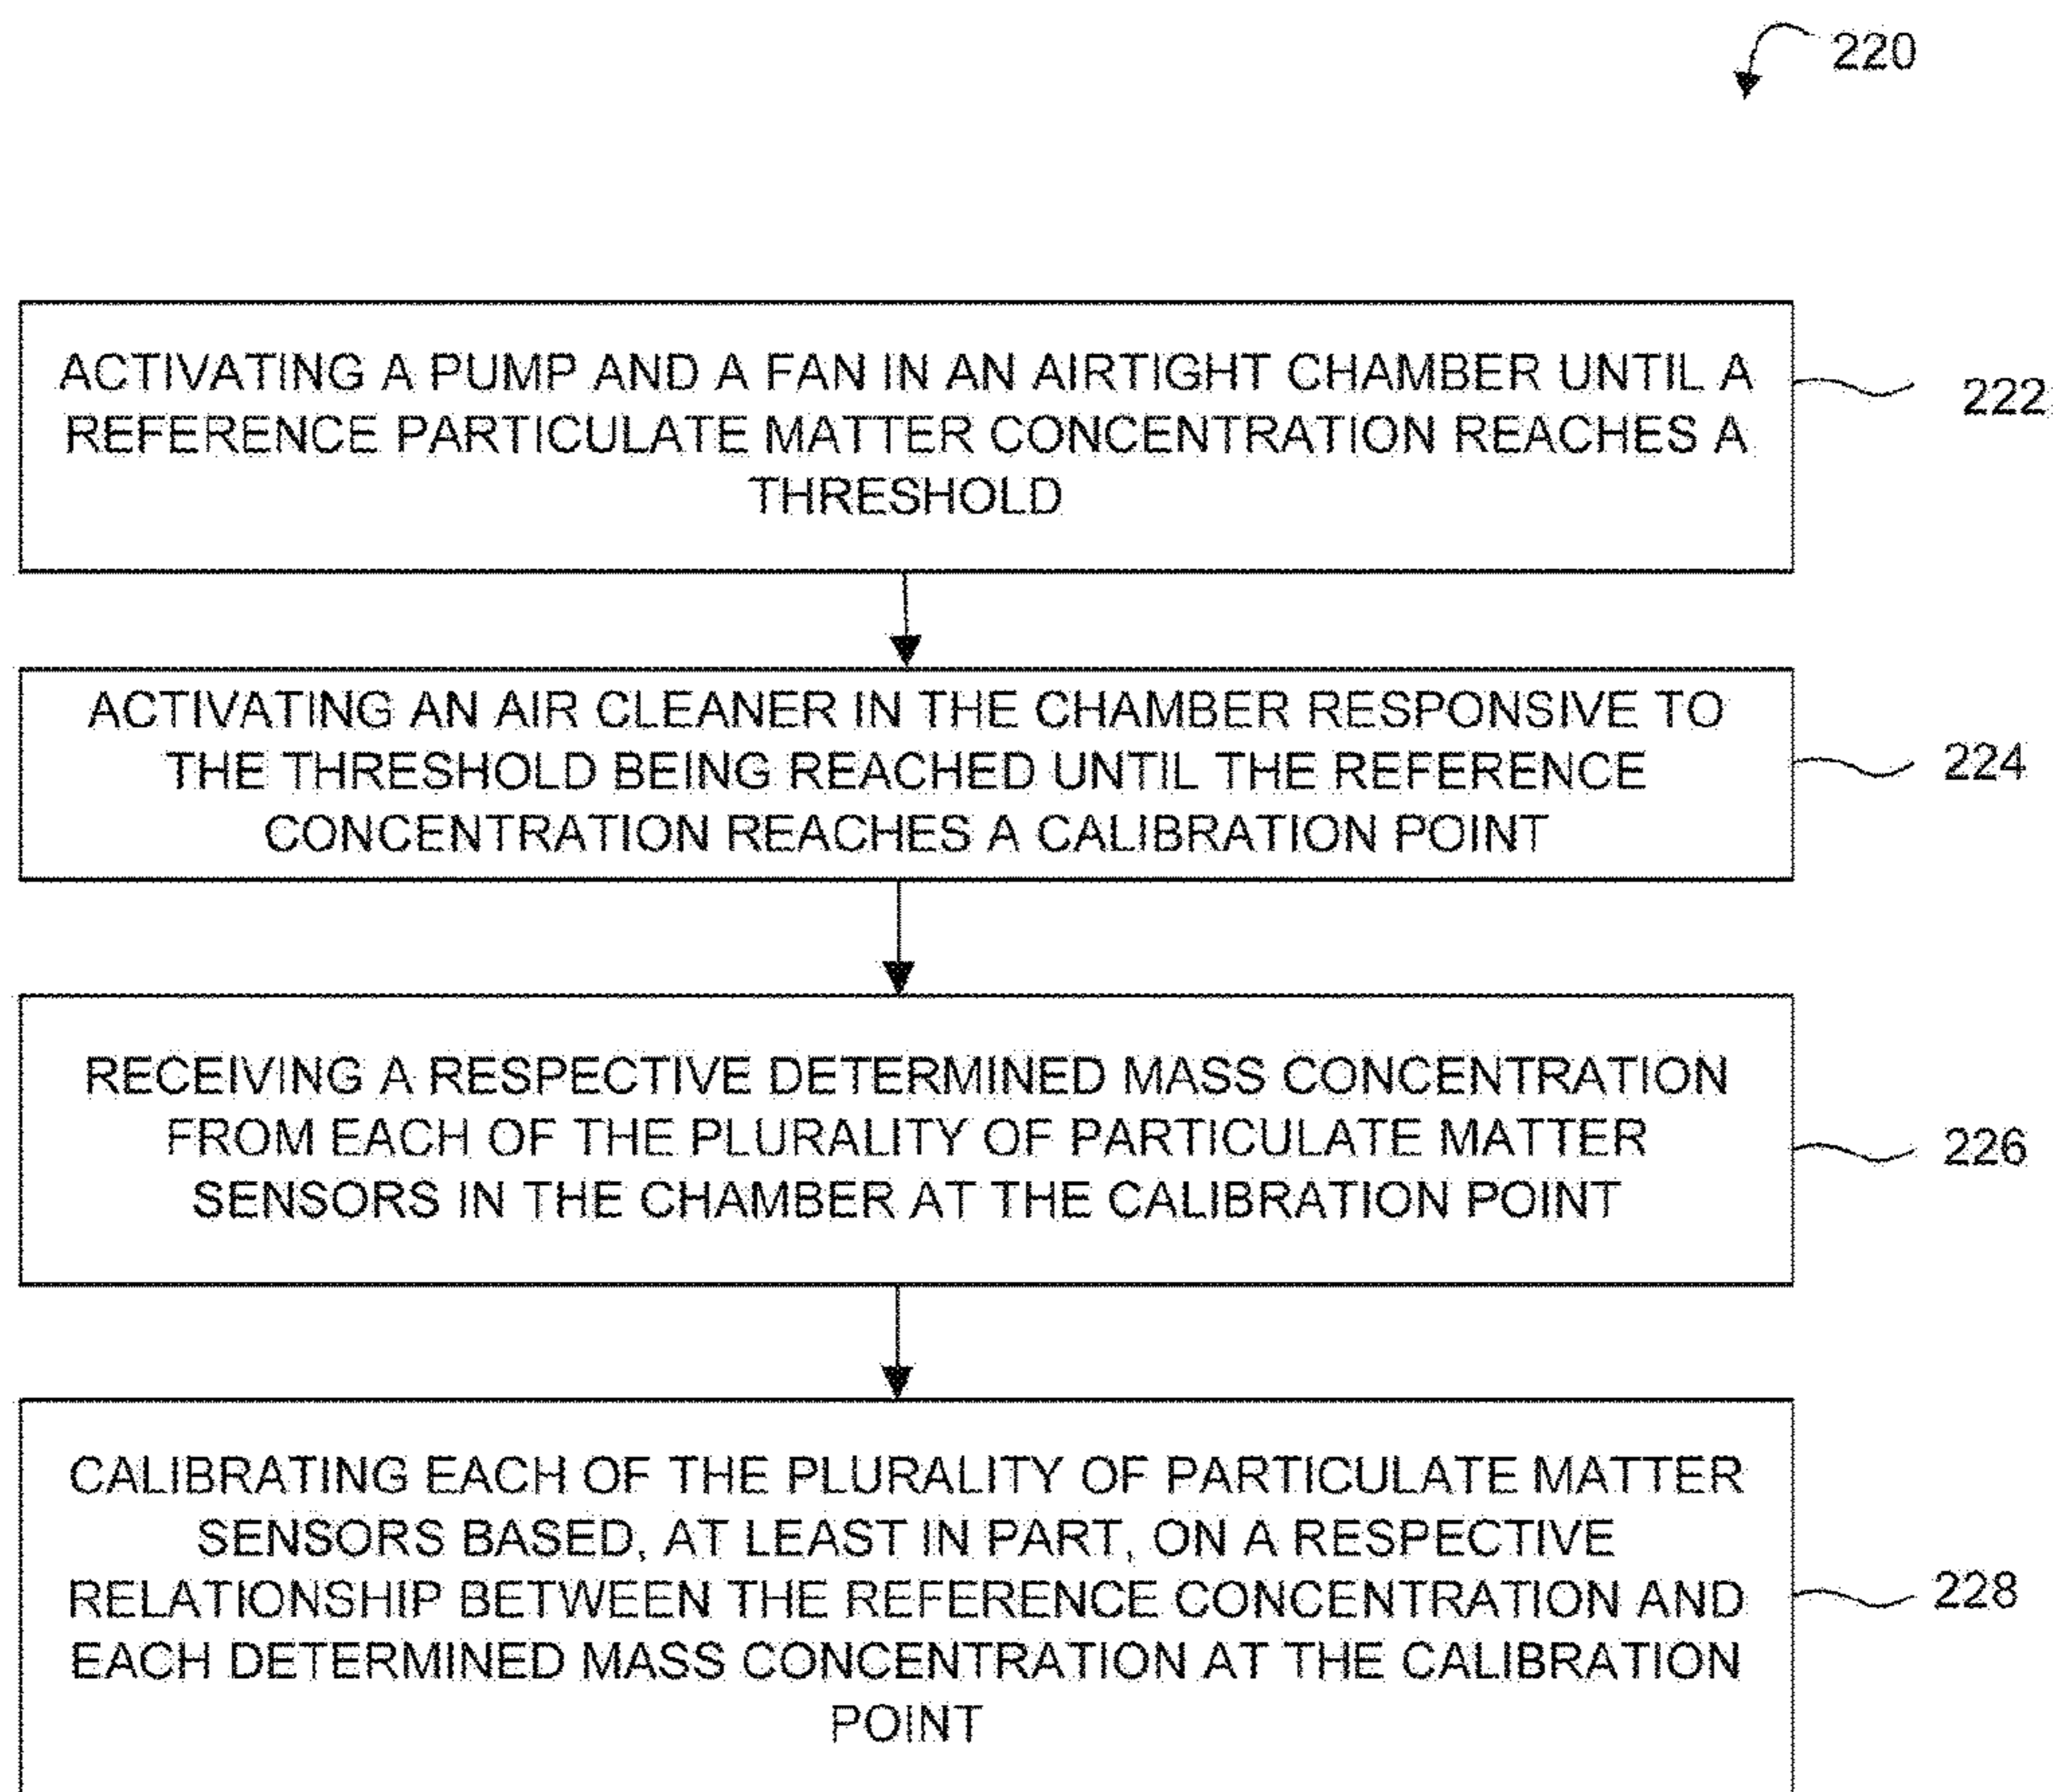 220
ACTIVATING A PUMP AND A FAN IN AN AIRTIGHT CHAMBER UNTIL A
REFERENCE PARTICULATE MATTER CONCENTRATION REACHES A
THRESHOLD
222
ACTIVATING AN AIR CLEANER IN THE CHAMBER RESPONSIVE TO
THE THRESHOLD BEING REACHED UNTIL THE REFERENCE
CONCENTRATION REACHES A CALIBRATION POINT
224
RECEIVING A RESPECTIVE DETERMINED MASS CONCENTRATION
FROM EACH OF THE PLURALITY OF PARTICULATE MATTER
SENSORS IN THE CHAMBER AT THE CALIBRATION POINT
226
CALIBRATING EACH OF THE PLURALITY OF PARTICULATE MATTER
SENSORS BASED, AT LEAST IN PART, ON A RESPECTIVE
RELATIONSHIP BETWEEN THE REFERENCE CONCENTRATION AND
EACH DETERMINED MASS CONCENTRATION AT THE CALIBRATION
POINT
228